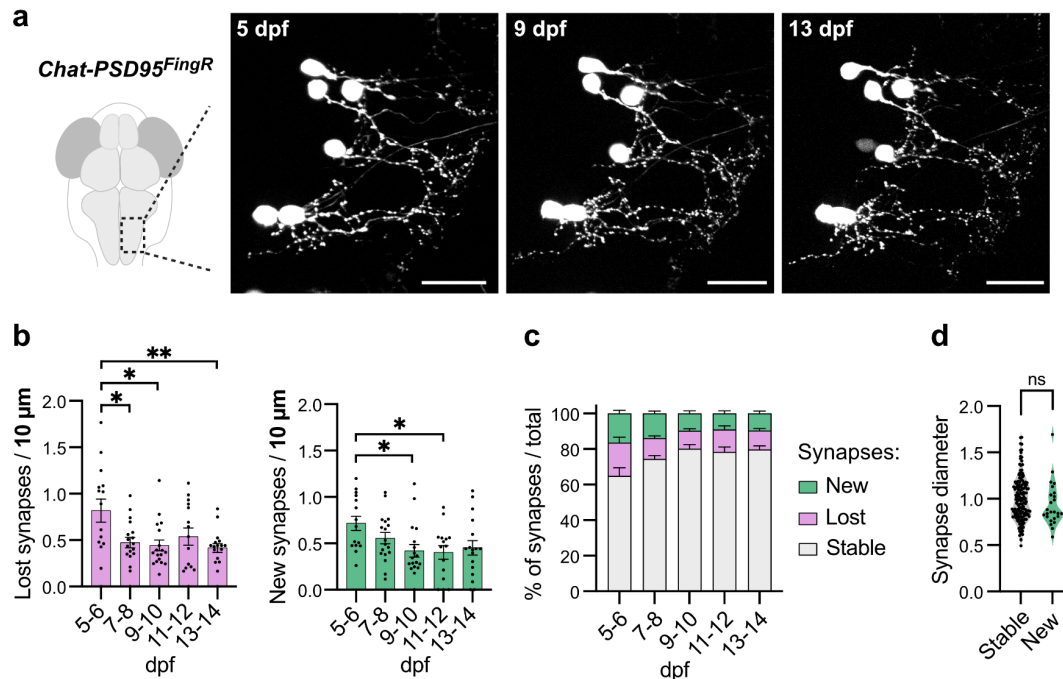 a
Chat-PSD95FingR
5 dpf
9 dpf
13 dpf
b
Lost synapses / 10 µm
2.0
1.5
1.0
0.5
0.0
**
*
*
5-6
7-8
9-10
11-12
13-14
dpf
New synapses / 10 µm
2.0
1.5
1.0
0.5
0.0
*
*
5-6
7-8
9-10
11-12
13-14
dpf
c
% of synapses / total
100
80
60
40
20
0
5-6
7-8
9-10
11-12
13-14
dpf
Synapses:
New
Lost
Stable
d
Synapse diameter
2.0
1.5
1.0
0.5
0.0
ns
Stable
New